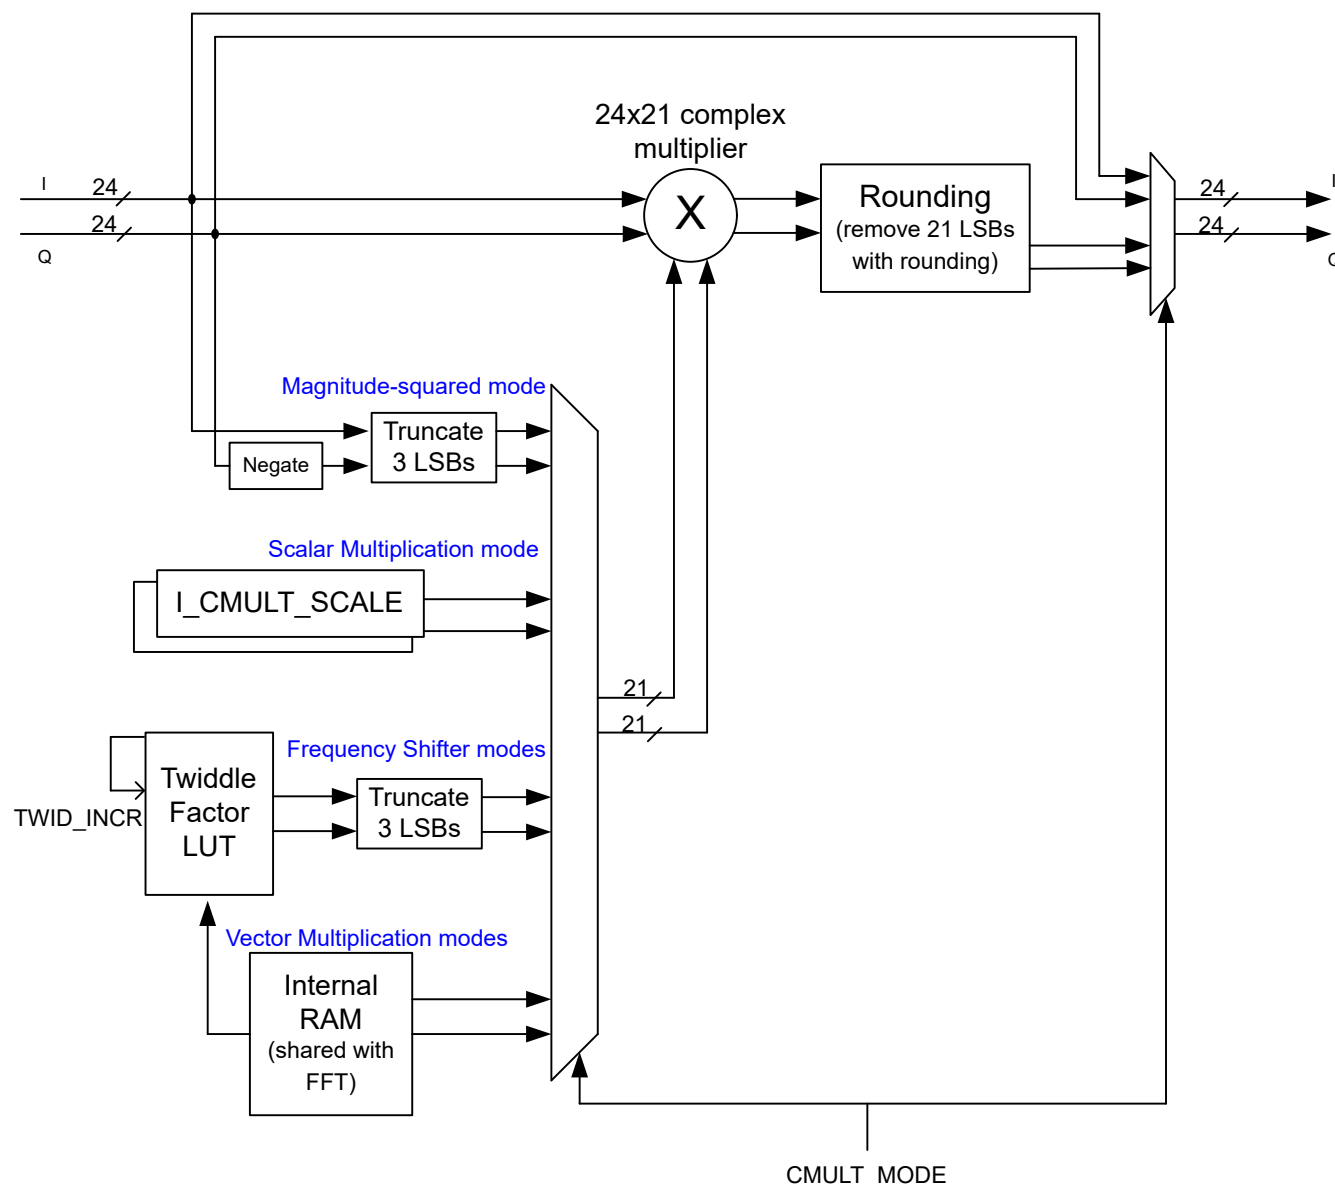 24x21 complex
multiplier
I
24
24
Q
X
Rounding
(remove 21 LSBs
with rounding)
24
24
I
Magnitude-squared mode
Truncate
3 LSBs
Negate
Scalar Multiplication mode
I_CMULT_SCALE
21
21
Frequency Shifter modes
Twiddle
Factor
LUT
Truncate
3 LSBs
TWID_INCR
Vector Multiplication modes
Internal
RAM
(shared with
FFT)
CMULT_MODE